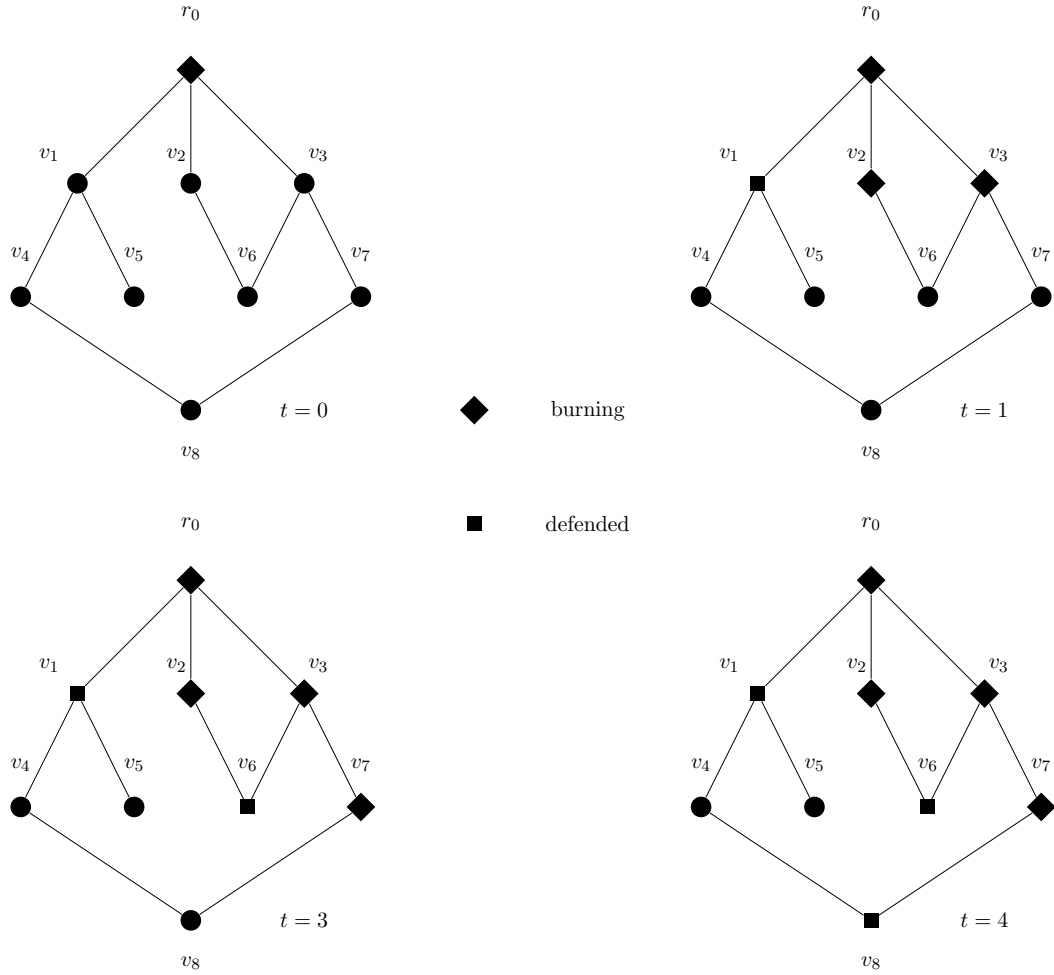 r₀ r₀
v₁ v₂ v₃ v₁ v₂ v₃
v₄ v₅ v₆ v₇ v₄ v₅ v₆ v₇
t = 0 burning t = 1
v₈ v₈
r₀ defended r₀
v₁ v₂ v₃ v₁ v₂ v₃
v₄ v₅ v₆ v₇ v₄ v₅ v₆ v₇
t = 3 t = 4
v₈ v₈